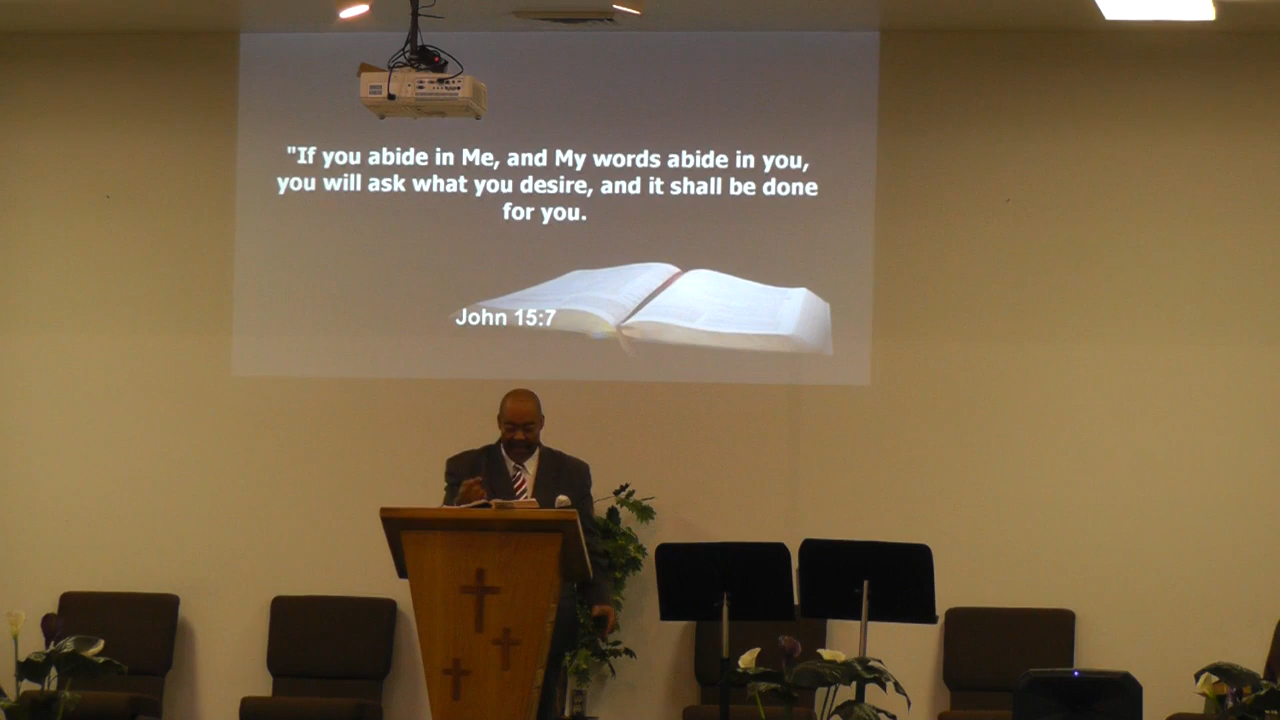 "If you abide in Me, and My words abide in you,
you will ask what you desire, and it shall be done
for you.
John 15:7